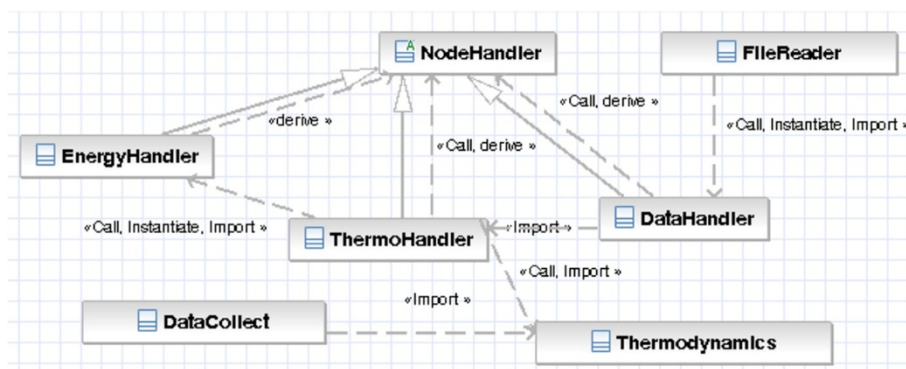 NodeHandler
FileReader
«Call, derive »
«derive »
«Call, Instantiate, Import »
«Call, derive »
EnergyHandler
DataHandler
«Call, Instantiate, Import »
ThermoHandler
«Import »
«Call, Import »
«Import »
DataCollect
Thermodynamics